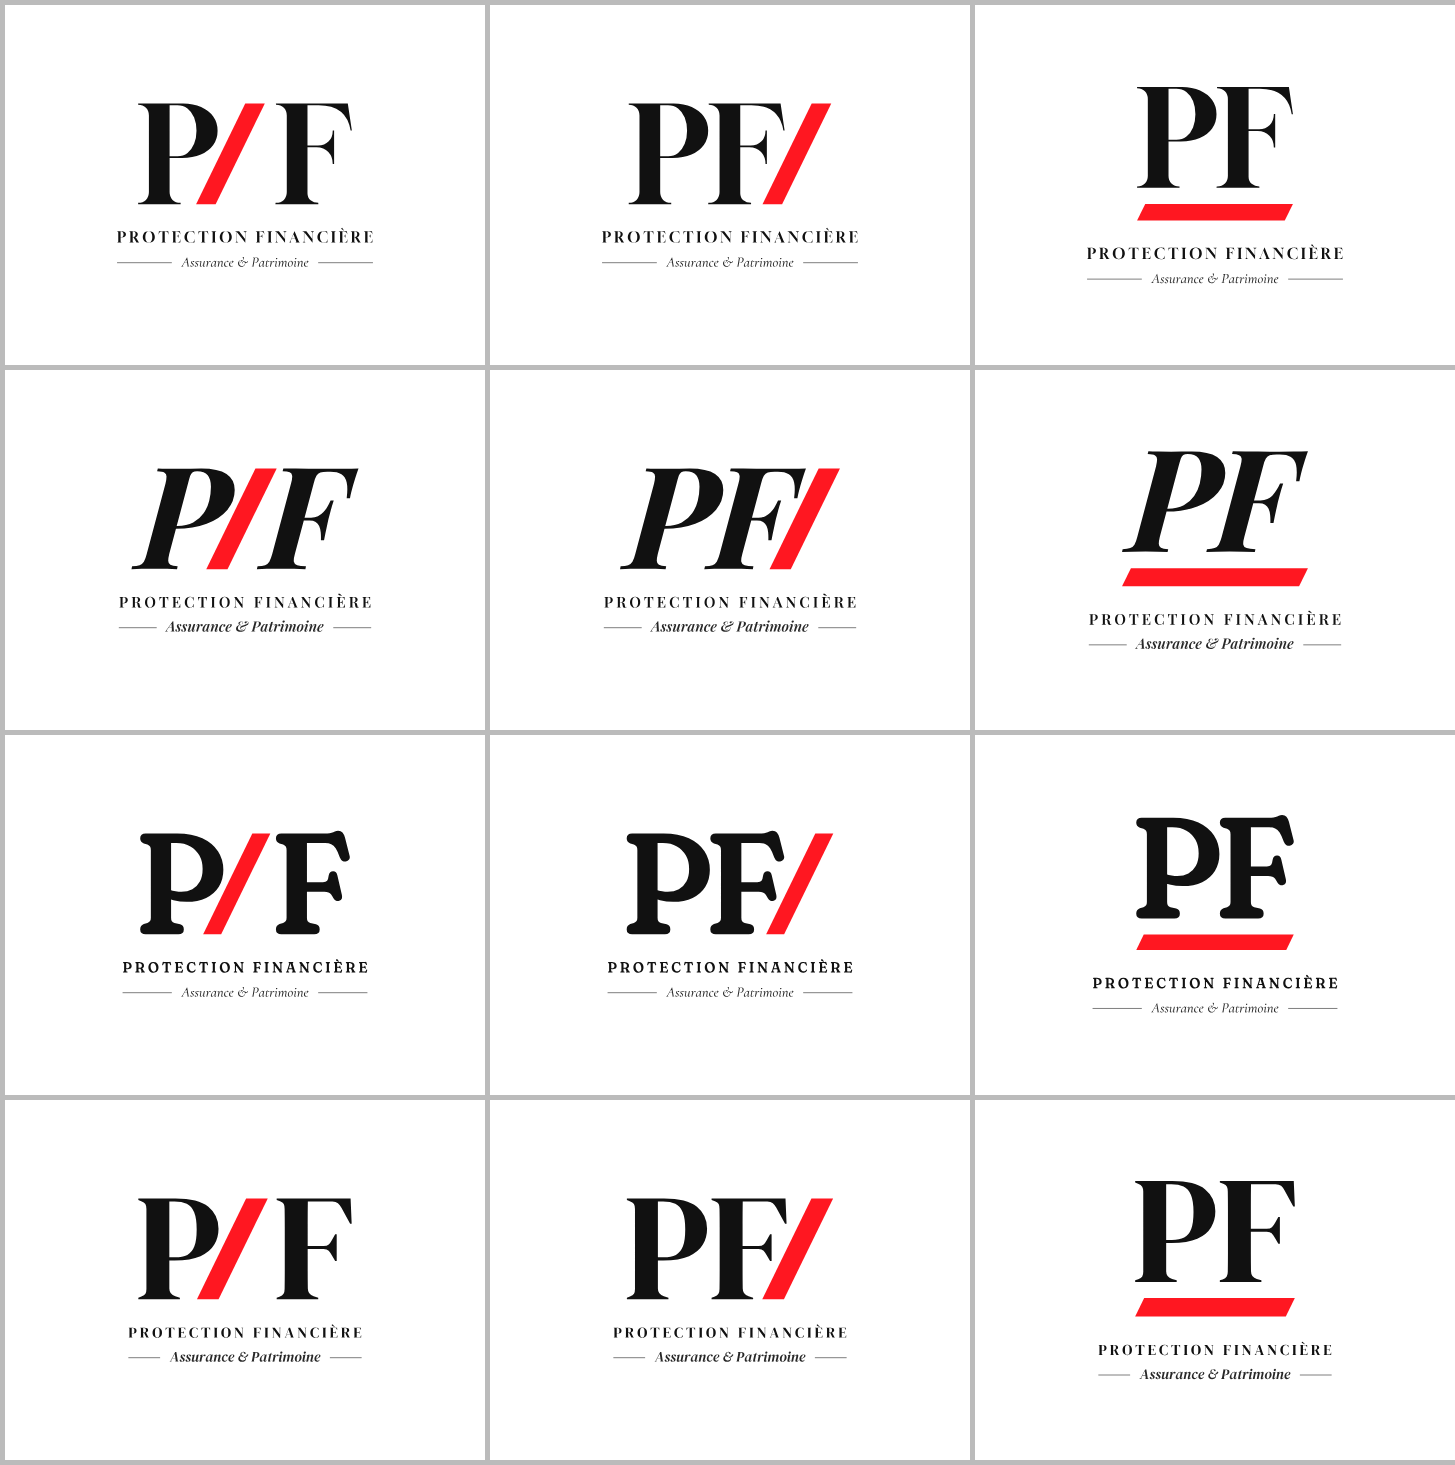 P/F
PROTECTION FINANCIÈRE
Assurance & Patrimoine
PF/
PROTECTION FINANCIÈRE
Assurance & Patrimoine
PF
PROTECTION FINANCIÈRE
Assurance & Patrimoine
P/F
PROTECTION FINANCIÈRE
Assurance & Patrimoine
PF/
PROTECTION FINANCIÈRE
Assurance & Patrimoine
PF
PROTECTION FINANCIÈRE
Assurance & Patrimoine
P/F
PROTECTION FINANCIÈRE
Assurance & Patrimoine
PF/
PROTECTION FINANCIÈRE
Assurance & Patrimoine
PF
PROTECTION FINANCIÈRE
Assurance & Patrimoine
P/F
PROTECTION FINANCIÈRE
Assurance & Patrimoine
PF/
PROTECTION FINANCIÈRE
Assurance & Patrimoine
PF
PROTECTION FINANCIÈRE
Assurance & Patrimoine